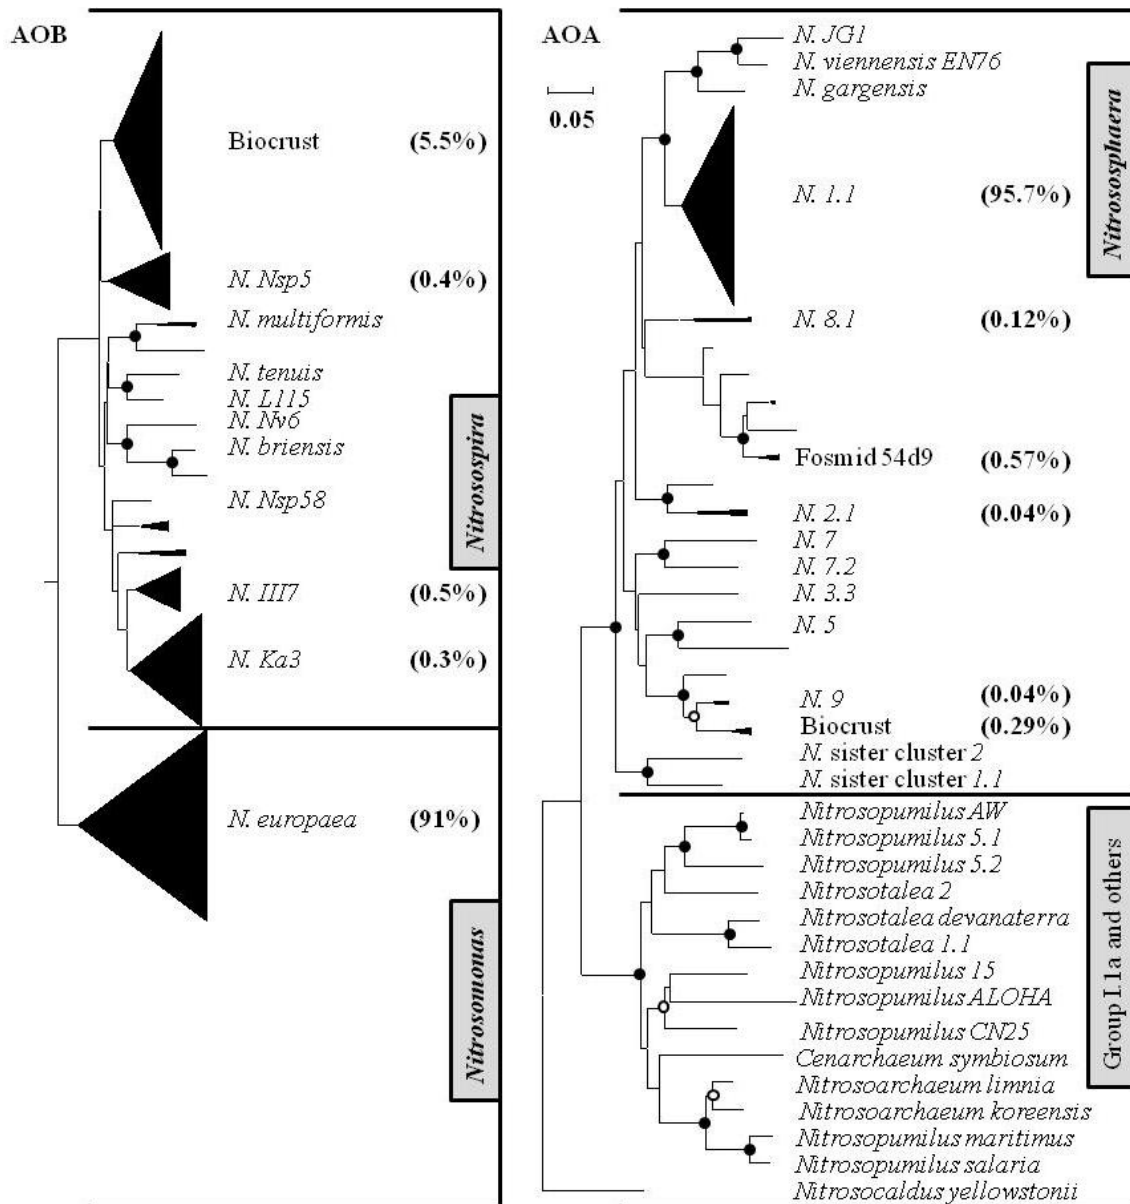 AOB
Biocrust (5.5%)
N. Nsp5 (0.4%)
N. multiformis
N. tenuis
N. L115
N. Nv6
N. briensis
N. Nsp58
N. III7 (0.5%)
N. Ka3 (0.3%)
Nitrosospira
N. europaea (91%)
Nitrosomonas
AOA
0.05
N. JG1
N. viennensis EN76
N. gargensis
N. 1.1 (95.7%)
N. 8.1 (0.12%)
Fosmid 54d9 (0.57%)
N. 2.1 (0.04%)
N. 7
N. 7.2
N. 3.3
N. 5
N. 9 (0.04%)
Biocrust (0.29%)
N. sister cluster 2
N. sister cluster 1.1
Nitrososphaera
Nitrosopumilus AW
Nitrosopumilus 5.1
Nitrosopumilus 5.2
Nitrosotalea 2
Nitrosotalea devanaterra
Nitrosotalea 1.1
Nitrosopumilus 15
Nitrosopumilus ALOHA
Nitrosopumilus CN25
Cenarchaeum symbiosum
Nitrosoarchaeum limnia
Nitrosoarchaeum koreensis
Nitrosopumilus maritimus
Nitrosopumilus salaria
Nitrosocaldus yellowstonii
Group I.1a and others